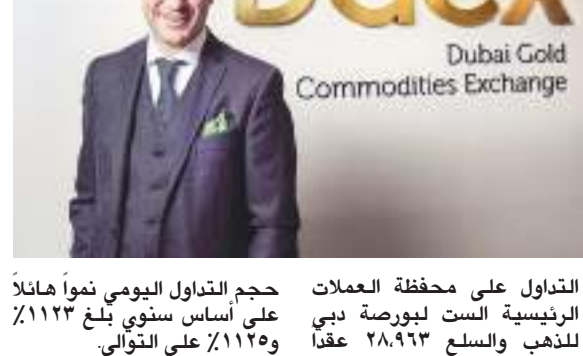 Dubai Gold
Commodities Exchange
التداول على محفظة العملات
الرئيسية الست لبورصة دبي
للذهب والسلع ٢٨،٩٦٣ عقداً
حجم التداول اليومي نمواً هائلاً
على أساس سنوي بلغ ١١٢٣٪
و١١٢٥٪ على التوالي.